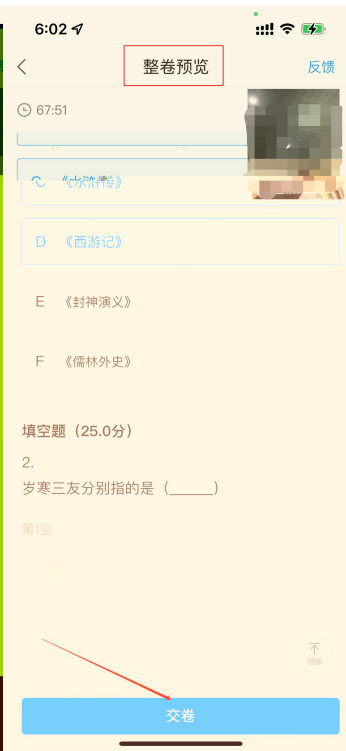 6:02
整卷预览
反馈
67:51
C 《水浒传》
D 《西游记》
E 《封神演义》
F 《儒林外史》
填空题（25.0分）
2.
岁寒三友分别指的是（______）
第1空
顶部
交卷